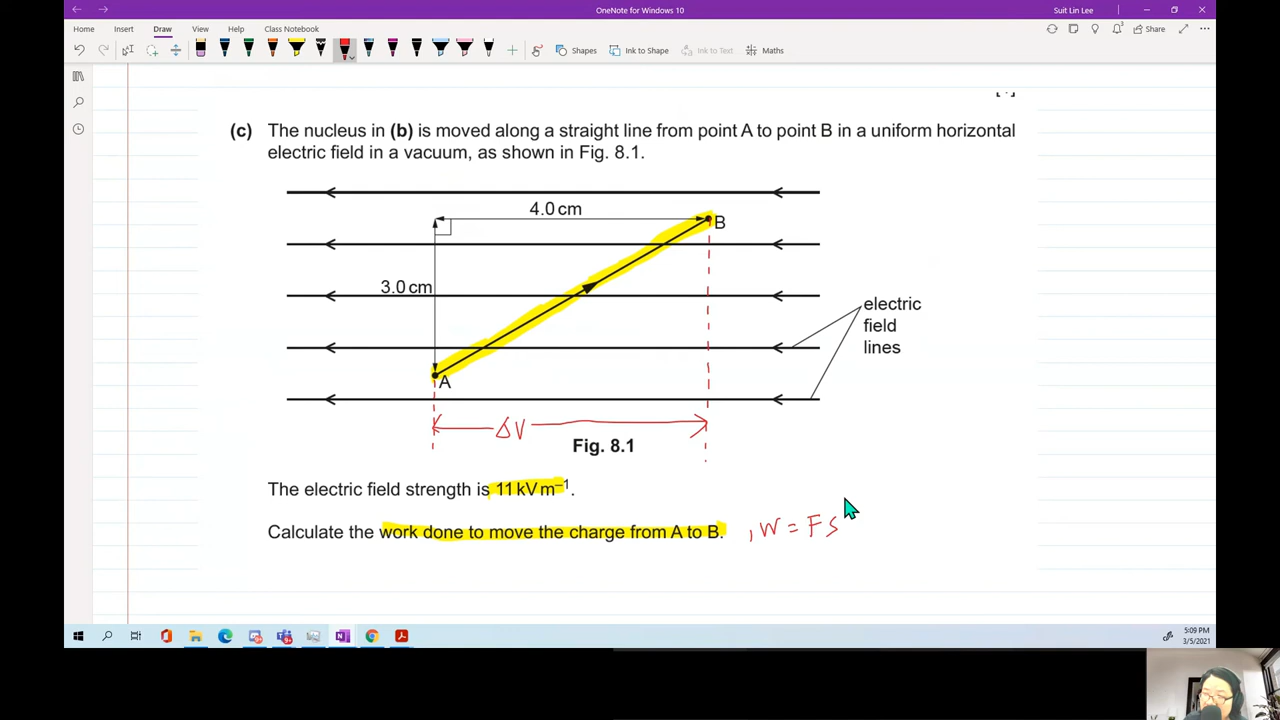 OneNote for Windows 10
Suit Lin Lee
Home Insert Draw View Help Class Notebook
Share
Shapes Ink to Shape Ink to Text Maths
(c) The nucleus in (b) is moved along a straight line from point A to point B in a uniform horizontal
electric field in a vacuum, as shown in Fig. 8.1.
4.0 cm
B
3.0 cm
electric
field
lines
A
ΔV
Fig. 8.1
The electric field strength is 11 kV m⁻¹.
Calculate the work done to move the charge from A to B. , W = Fs
5:09 PM
3/5/2021